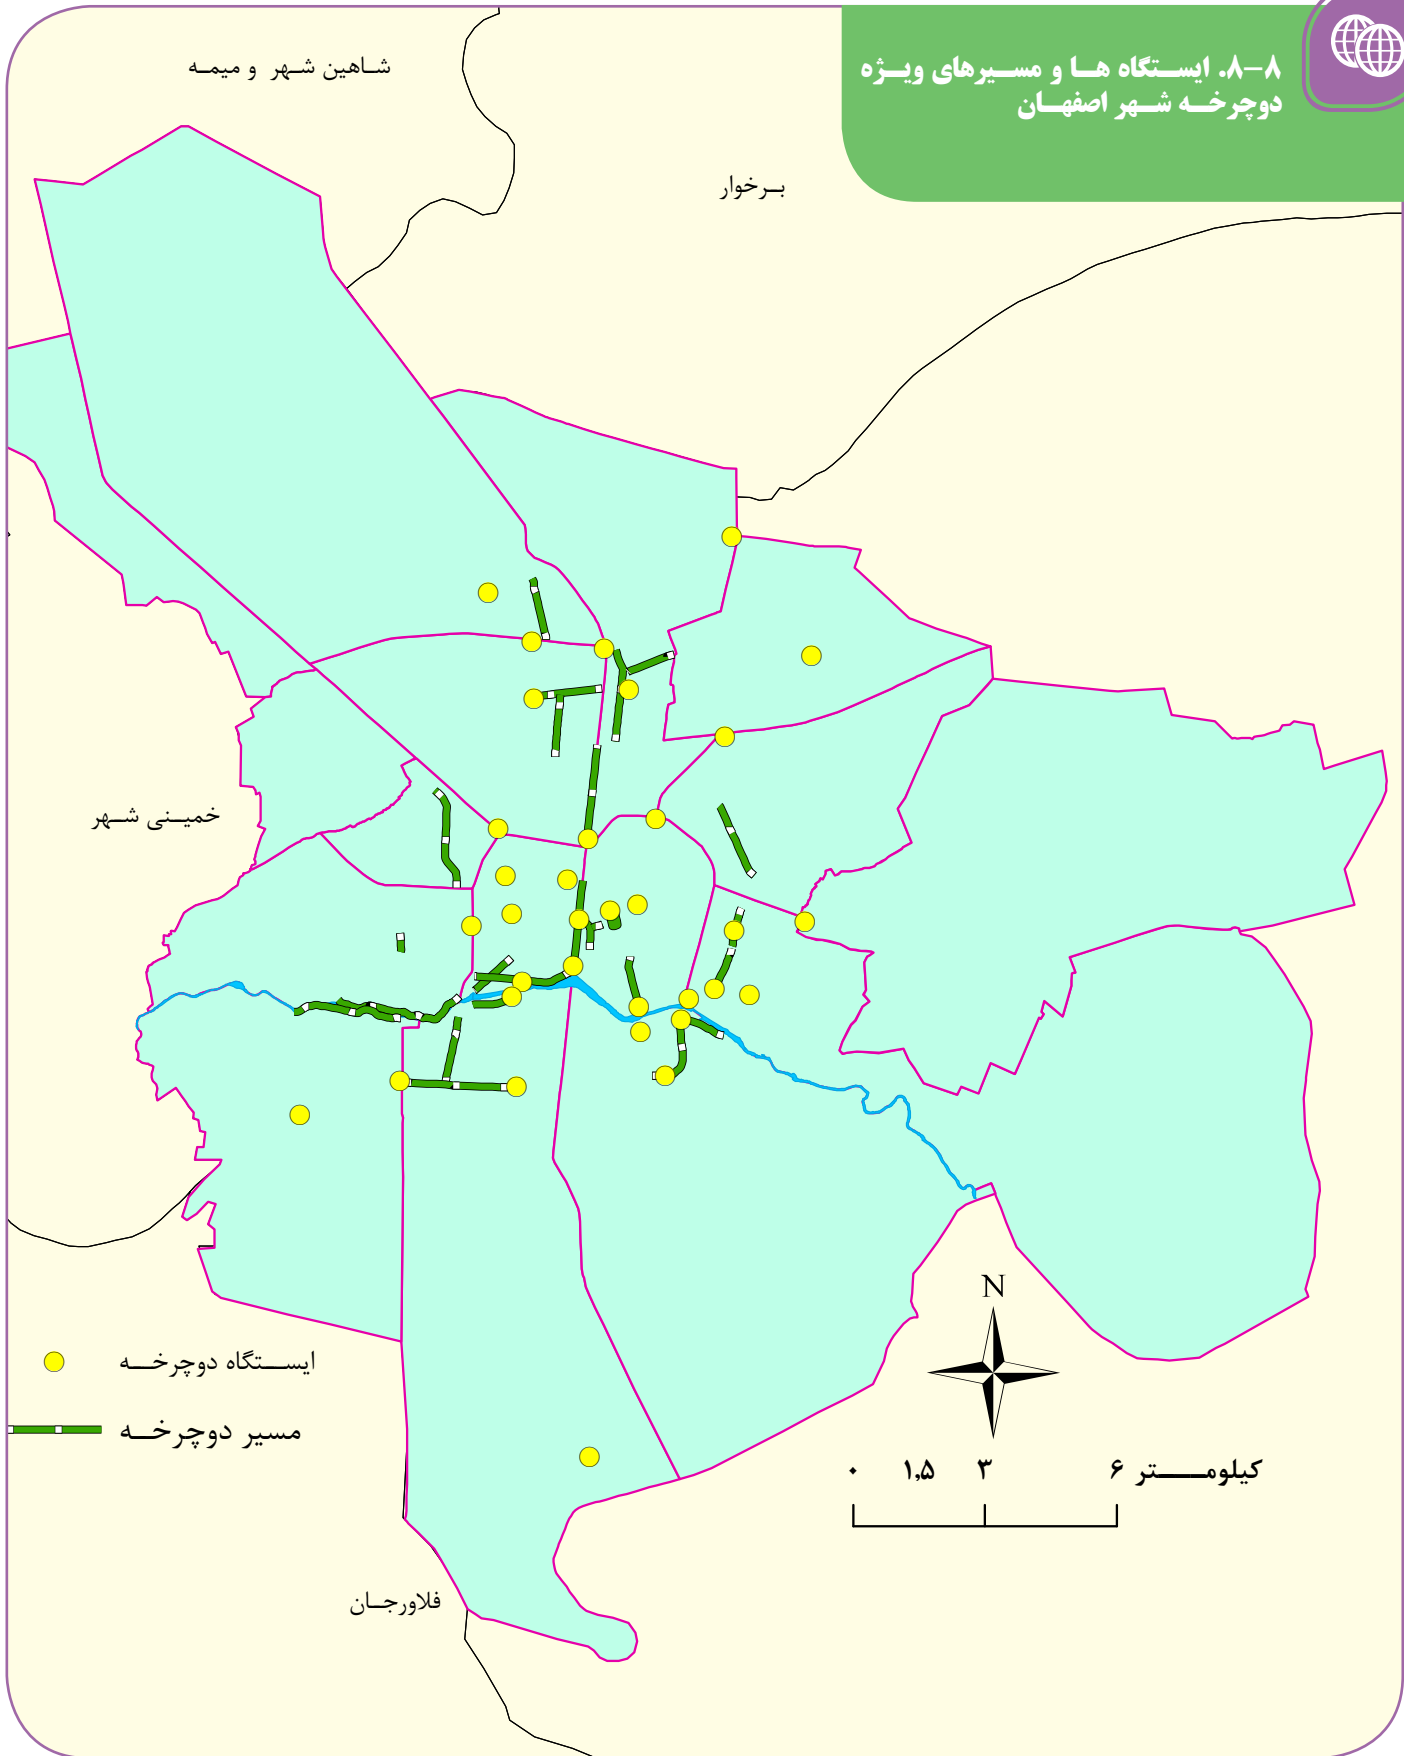 ۸-۸. ایستگاه ها و مسیرهای ویژه
دوچرخه شهر اصفهان
شاهین شهر و میمه
برخوار
خمینی شهر
N
ایستگاه دوچرخه
مسیر دوچرخه
۰ ۱,۵ ۳ ۶ کیلومتر
فلاورجان